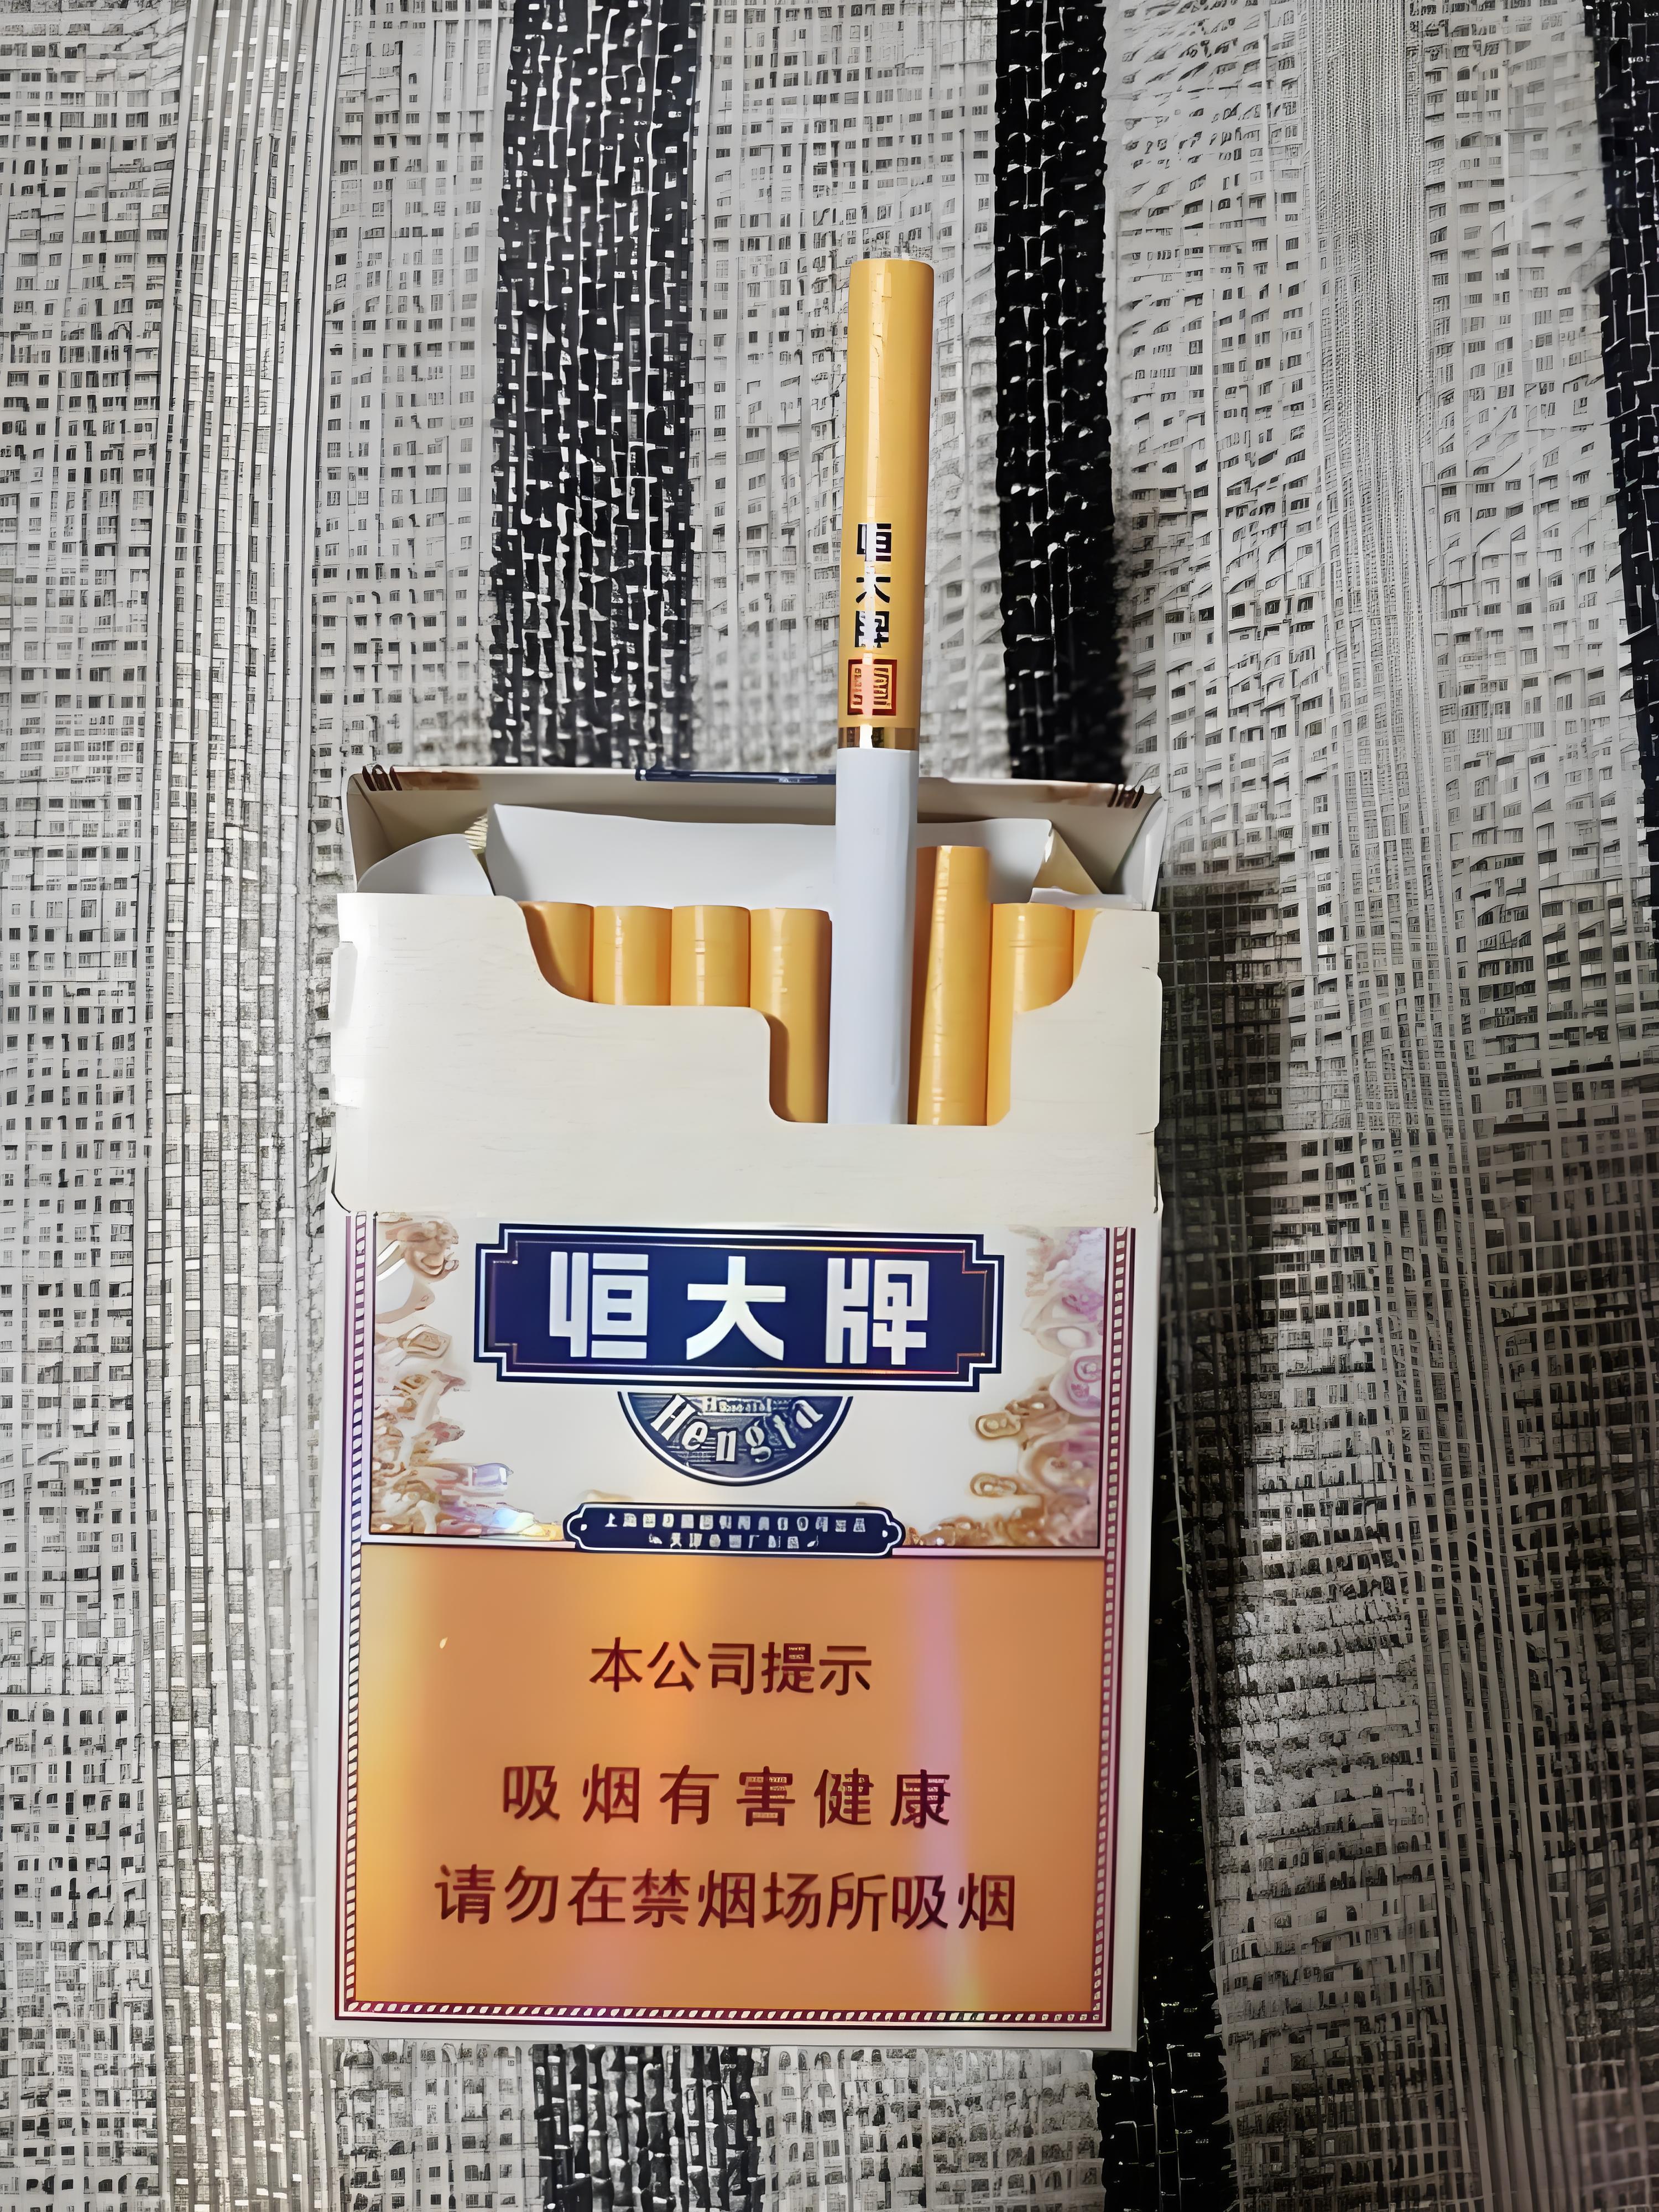 恒大牌
恒大牌
Hengta
本公司提示
吸烟有害健康
请勿在禁烟场所吸烟